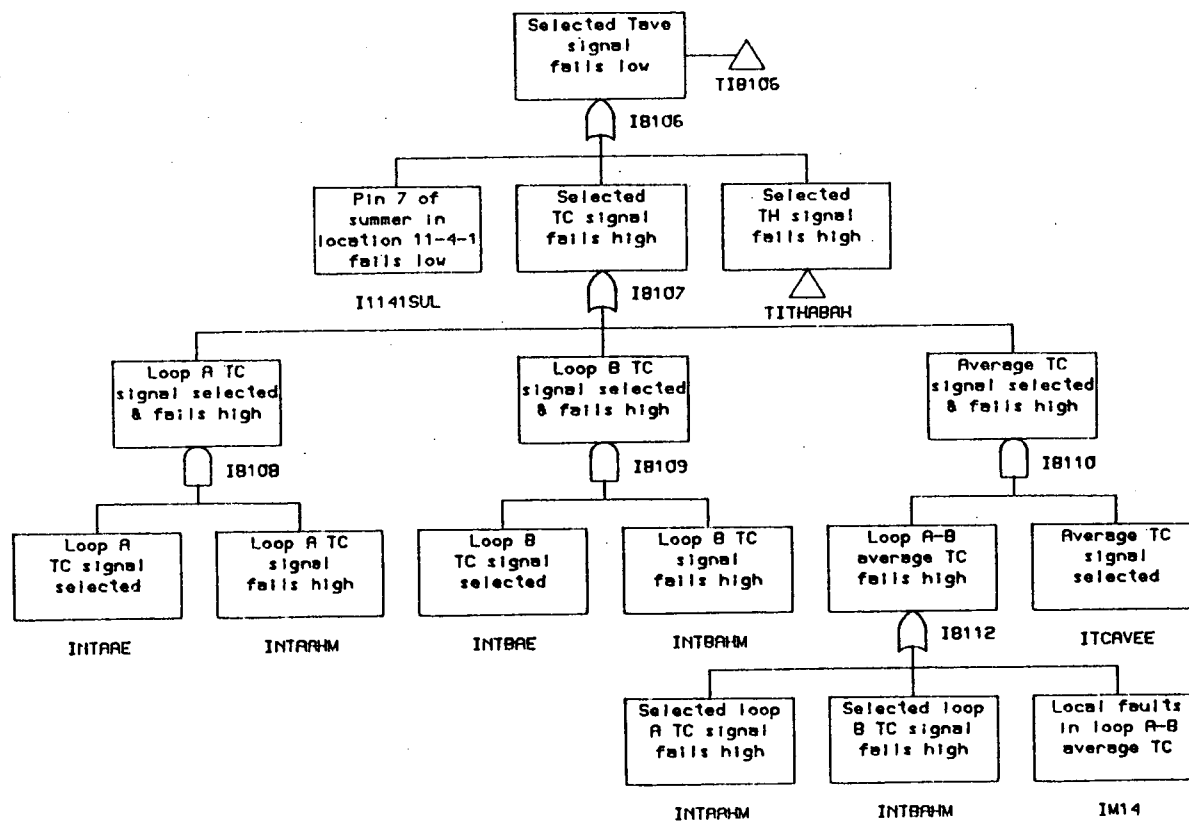 Selected Tave
signal
fails low
TI8106
I8106
Pin 7 of
summer in
location 11-4-1
fails low
I1141SUL
Selected
TC signal
fails high
I8107
Selected
TH signal
fails high
TITHABAH
Loop A TC
signal selected
& fails high
I8108
Loop B TC
signal selected
& fails high
I8109
Average TC
signal selected
& fails high
I8110
Loop A
TC signal
selected
INTAAE
Loop A TC
signal
fails high
INTAAHM
Loop B
TC signal
selected
INTBAE
Loop B TC
signal
fails high
INTBAHM
Loop A-B
average TC
fails high
I8112
Average TC
signal
selected
ITCAVEE
Selected loop
A TC signal
fails high
INTAAHM
Selected loop
B TC signal
fails high
INTBAHM
Local faults
in loop A-B
average TC
IM14